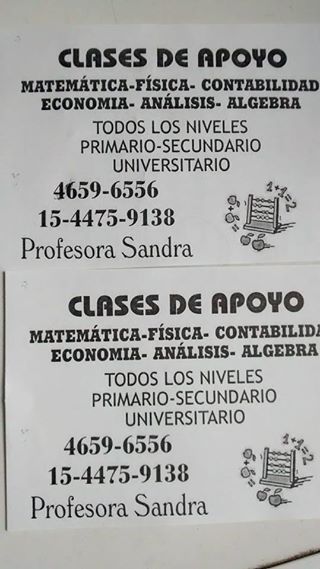 CLASES DE APOYO
MATEMÁTICA-FÍSICA- CONTABILIDAD
ECONOMIA- ANÁLISIS- ALGEBRA
TODOS LOS NIVELES
PRIMARIO-SECUNDARIO
UNIVERSITARIO
4659-6556
15-4475-9138
Profesora Sandra
1+1=2
CLASES DE APOYO
MATEMÁTICA-FÍSICA- CONTABILIDA
ECONOMIA- ANÁLISIS- ALGEBRA
TODOS LOS NIVELES
PRIMARIO-SECUNDARIO
UNIVERSITARIO
4659-6556
15-4475-9138
Profesora Sandra
1+1=2